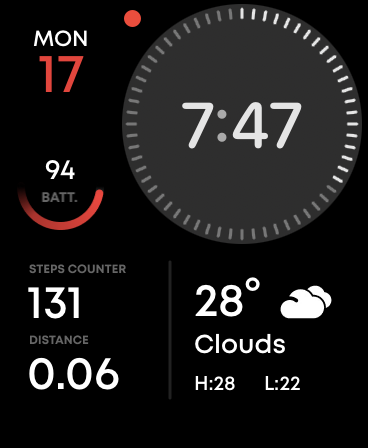 MON
17
7:47
94
BATT.
STEPS COUNTER
131
DISTANCE
0.06
28°
Clouds
H:28 L:22